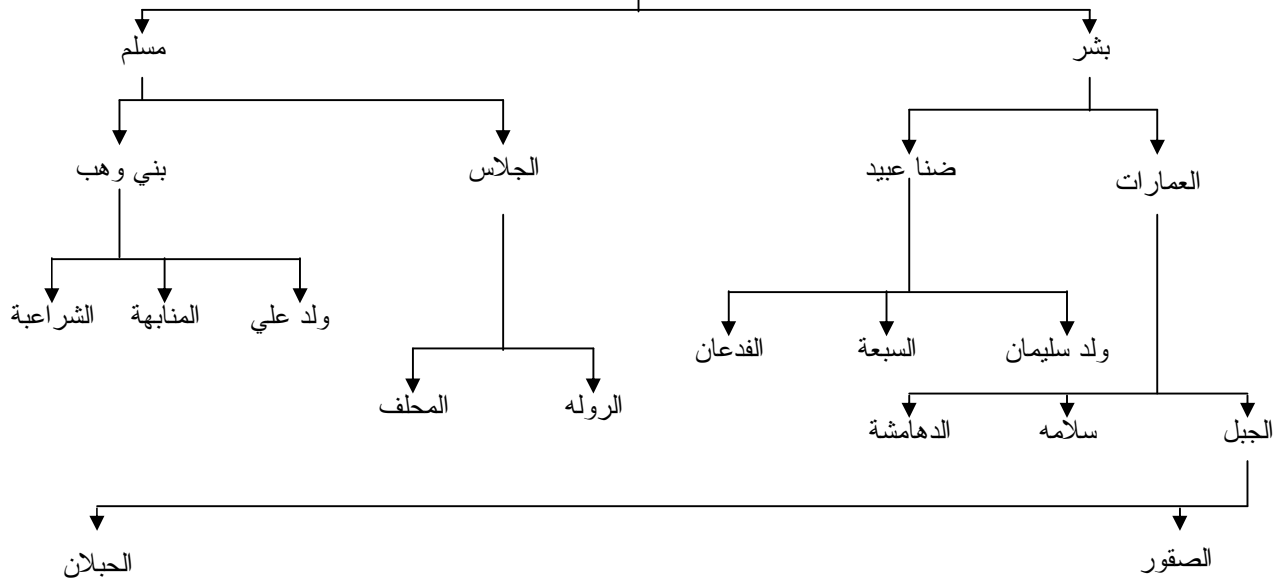 بشر
مسلم
العمارات
ضنا عبيد
الجلاس
بني وهب
ولد علي
المنابهة
الشراعبة
ولد سليمان
السبعة
الفدعان
الروله
المحلف
الجبل
سلامه
الدهامشة
الصقور
الحبلان